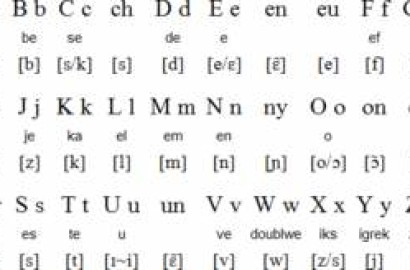 B b C c ch D d E e en eu F f
be se de e ef
[b] [s/k] [s] [d] [e/ɛ] [ɛ̃] [e] [f]
J j K k L l M m N n ny O o on
je ka el em en o
[z] [k] [l] [m] [n] [ɲ] [o/ɔ] [ɔ̃]
S s T t U u un V v W w X x Y y
es te u ve doublwe iks igrek
[s] [t] [ɪ~i] [ɛ̃] [v] [w] [z/s] [j]